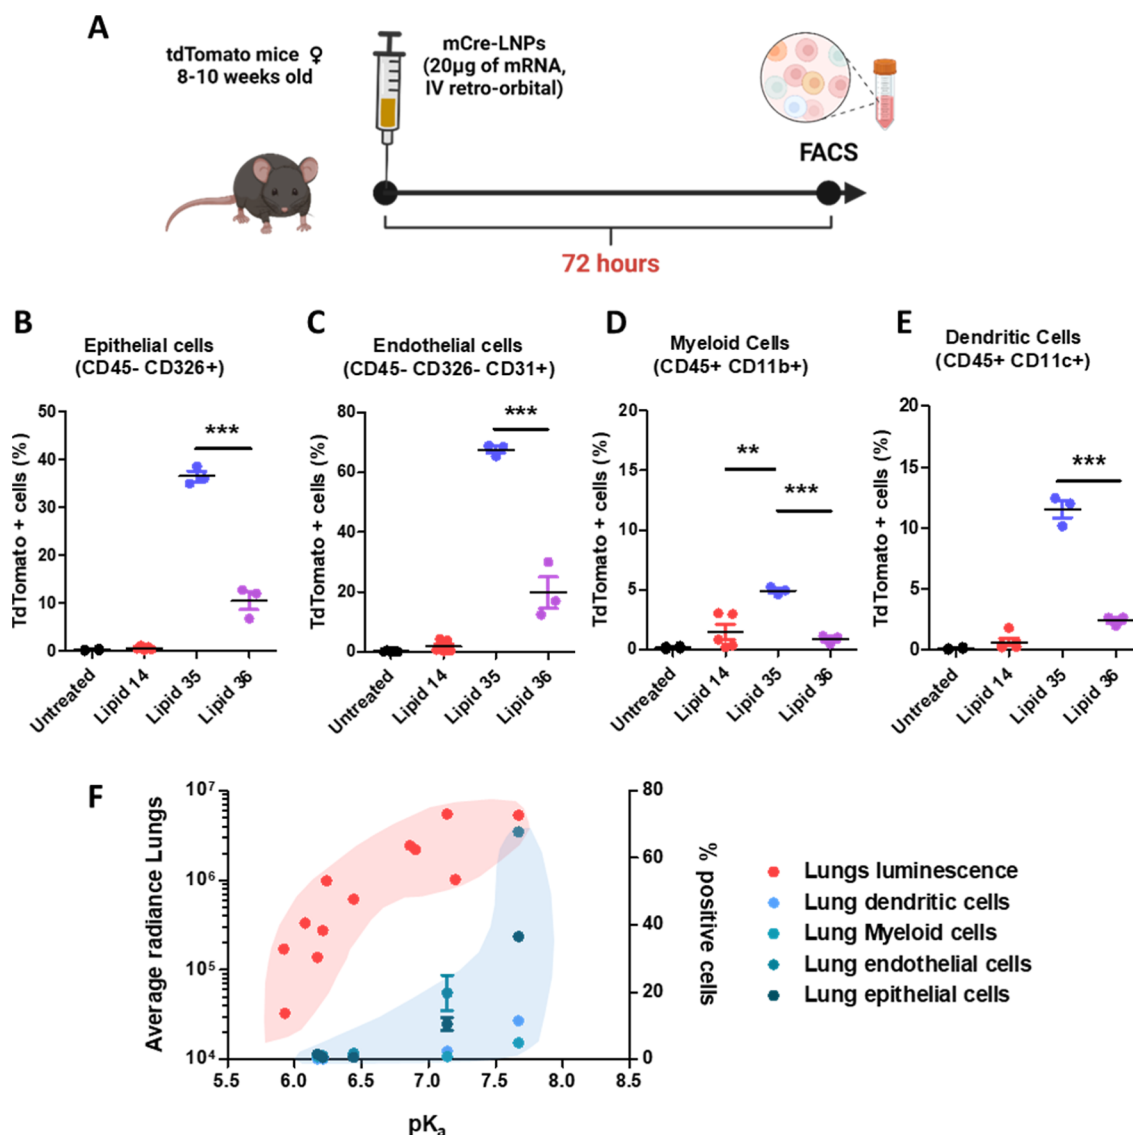 A
tdTomato mice ♀
8-10 weeks old
mCre-LNPs
(20µg of mRNA,
IV retro-orbital)
FACS
72 hours
B
Epithelial cells
(CD45- CD326+)
TdTomato + cells (%)
50
40
30
20
10
0
***
Untreated
Lipid 14
Lipid 35
Lipid 36
C
Endothelial cells
(CD45- CD326- CD31+)
TdTomato + cells (%)
80
60
40
20
0
***
Untreated
Lipid 14
Lipid 35
Lipid 36
D
Myeloid Cells
(CD45+ CD11b+)
TdTomato + cells (%)
20
15
10
5
0
**
***
Untreated
Lipid 14
Lipid 35
Lipid 36
E
Dendritic Cells
(CD45+ CD11c+)
TdTomato + cells (%)
20
15
10
5
0
***
Untreated
Lipid 14
Lipid 35
Lipid 36
F
Average radiance Lungs
10⁷
10⁶
10⁵
10⁴
5.5 6.0 6.5 7.0 7.5 8.0 8.5
pKₐ
80
60
40
20
0
% positive cells
Lungs luminescence
Lung dendritic cells
Lung Myeloid cells
Lung endothelial cells
Lung epithelial cells